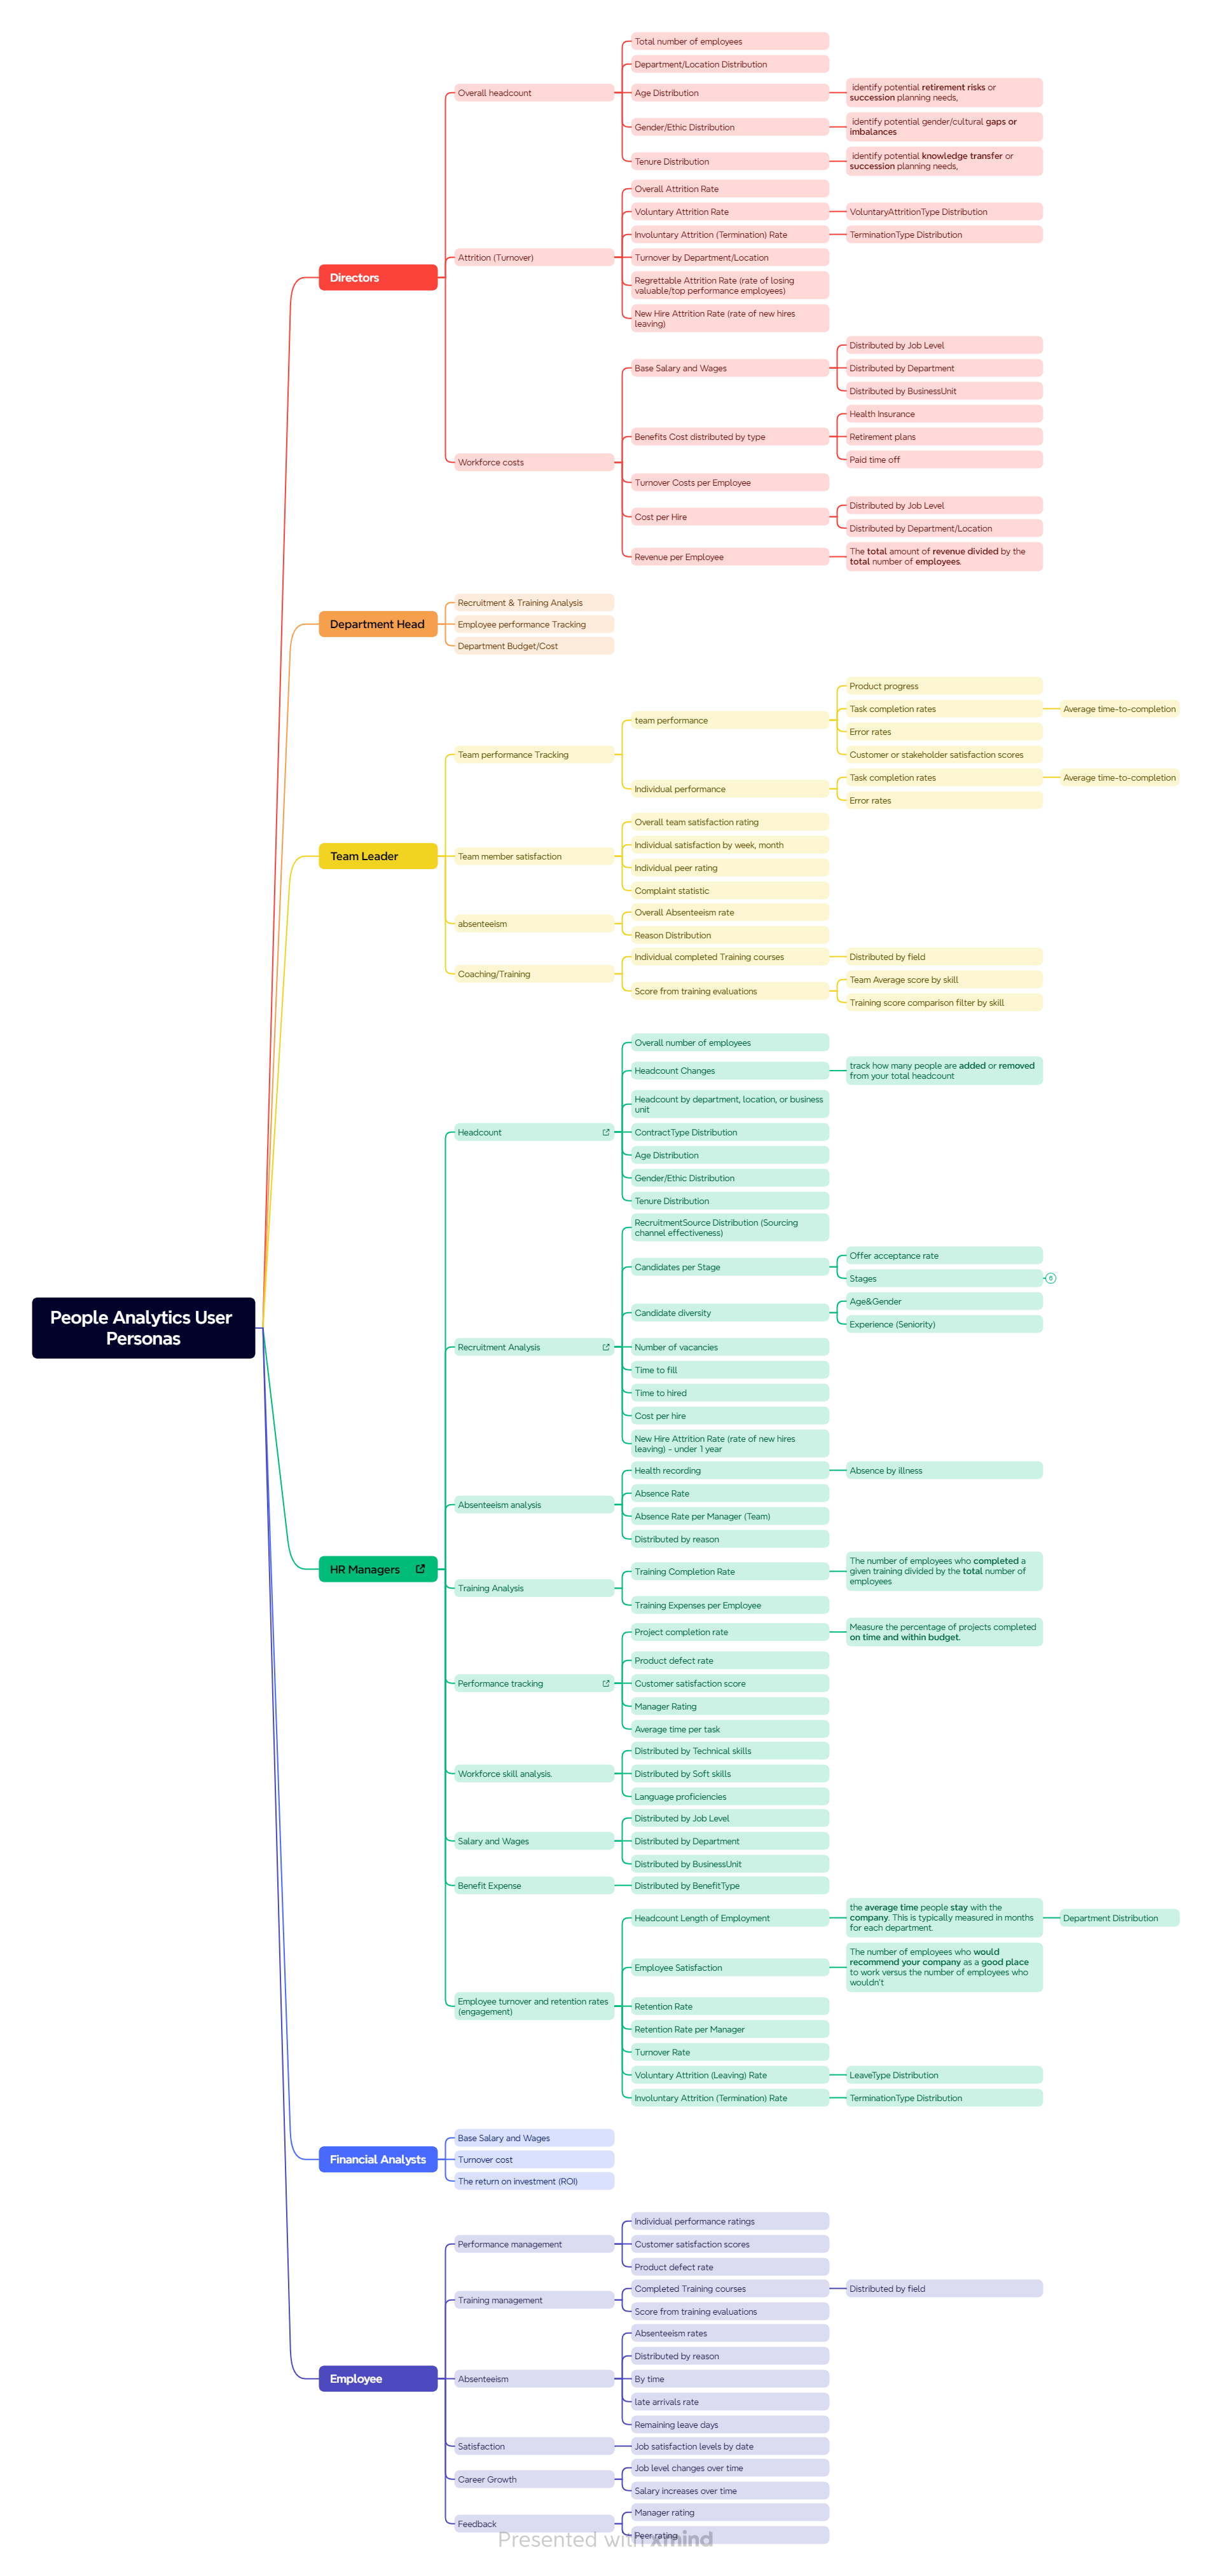 Total number of employees
Department/Location Distribution
Overall headcount
Age Distribution
identify potential retirement risks or
succession planning needs,
Gender/Ethic Distribution
identify potential gender/cultural gaps or
imbalances
Tenure Distribution
identify potential knowledge transfer or
succession planning needs,
Directors
Attrition (Turnover)
Overall Attrition Rate
Voluntary Attrition Rate
VoluntaryAttritionType Distribution
Involuntary Attrition (Termination) Rate
TerminationType Distribution
Turnover by Department/Location
Regrettable Attrition Rate (rate of losing
valuable/top performance employees)
New Hire Attrition Rate (rate of new hires
leaving)
Workforce costs
Base Salary and Wages
Distributed by Job Level
Distributed by Department
Distributed by BusinessUnit
Benefits Cost distributed by type
Health Insurance
Retirement plans
Paid time off
Turnover Costs per Employee
Cost per Hire
Distributed by Job Level
Distributed by Department/Location
Revenue per Employee
The total amount of revenue divided by the
total number of employees.
Department Head
Recruitment & Training Analysis
Employee performance Tracking
Department Budget/Cost
Team Leader
Team performance Tracking
team performance
Product progress
Task completion rates
Average time-to-completion
Error rates
Customer or stakeholder satisfaction scores
Individual performance
Task completion rates
Average time-to-completion
Error rates
Team member satisfaction
Overall team satisfaction rating
Individual satisfaction by week, month
Individual peer rating
Complaint statistic
absenteeism
Overall Absenteeism rate
Reason Distribution
Coaching/Training
Individual completed Training courses
Distributed by field
Score from training evaluations
Team Average score by skill
Training score comparison filter by skill
People Analytics User
Personas
HR Managers
Headcount
Overall number of employees
Headcount Changes
track how many people are added or removed
from your total headcount
Headcount by department, location, or business
unit
ContractType Distribution
Age Distribution
Gender/Ethic Distribution
Tenure Distribution
Recruitment Analysis
RecruitmentSource Distribution (Sourcing
channel effectiveness)
Candidates per Stage
Offer acceptance rate
Stages
8
Candidate diversity
Age&Gender
Experience (Seniority)
Number of vacancies
Time to fill
Time to hired
Cost per hire
New Hire Attrition Rate (rate of new hires
leaving) - under 1 year
Absenteeism analysis
Health recording
Absence by illness
Absence Rate
Absence Rate per Manager (Team)
Distributed by reason
Training Analysis
Training Completion Rate
The number of employees who completed a
given training divided by the total number of
employees
Training Expenses per Employee
Performance tracking
Project completion rate
Measure the percentage of projects completed
on time and within budget.
Product defect rate
Customer satisfaction score
Manager Rating
Average time per task
Workforce skill analysis.
Distributed by Technical skills
Distributed by Soft skills
Language proficiencies
Salary and Wages
Distributed by Job Level
Distributed by Department
Distributed by BusinessUnit
Benefit Expense
Distributed by BenefitType
Employee turnover and retention rates
(engagement)
Headcount Length of Employment
the average time people stay with the
company. This is typically measured in months
for each department.
Department Distribution
Employee Satisfaction
The number of employees who would
recommend your company as a good place
to work versus the number of employees who
wouldn't
Retention Rate
Retention Rate per Manager
Turnover Rate
Voluntary Attrition (Leaving) Rate
LeaveType Distribution
Involuntary Attrition (Termination) Rate
TerminationType Distribution
Financial Analysts
Base Salary and Wages
Turnover cost
The return on investment (ROI)
Employee
Performance management
Individual performance ratings
Customer satisfaction scores
Product defect rate
Training management
Completed Training courses
Distributed by field
Score from training evaluations
Absenteeism
Absenteeism rates
Distributed by reason
By time
late arrivals rate
Remaining leave days
Satisfaction
Job satisfaction levels by date
Career Growth
Job level changes over time
Salary increases over time
Feedback
Manager rating
Peer rating
Presented with xmind